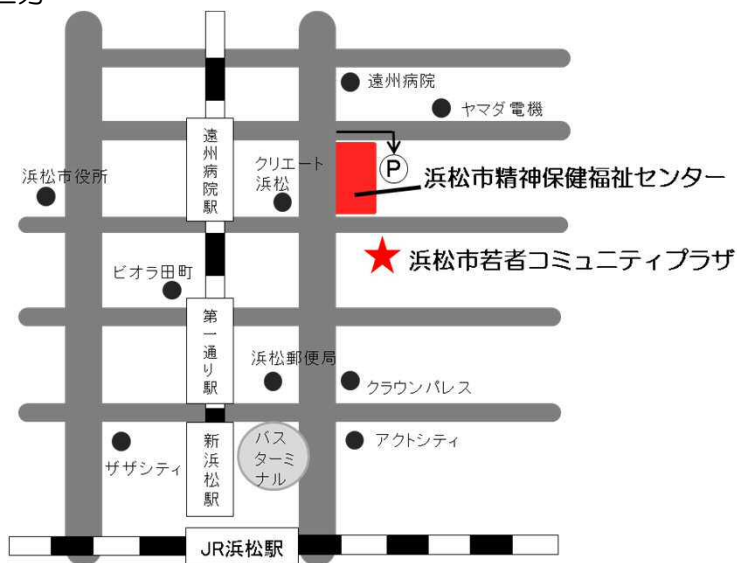 遠州病院
ヤマダ電機
遠州病院駅
クリエート
浜松
P
浜松市精神保健福祉センター
浜松市役所
浜松市若者コミュニティプラザ
ビオラ田町
第一通り駅
浜松郵便局
クラウンパレス
ザザシティ
新浜松駅
バス
ターミ
ナル
アクトシティ
JR浜松駅